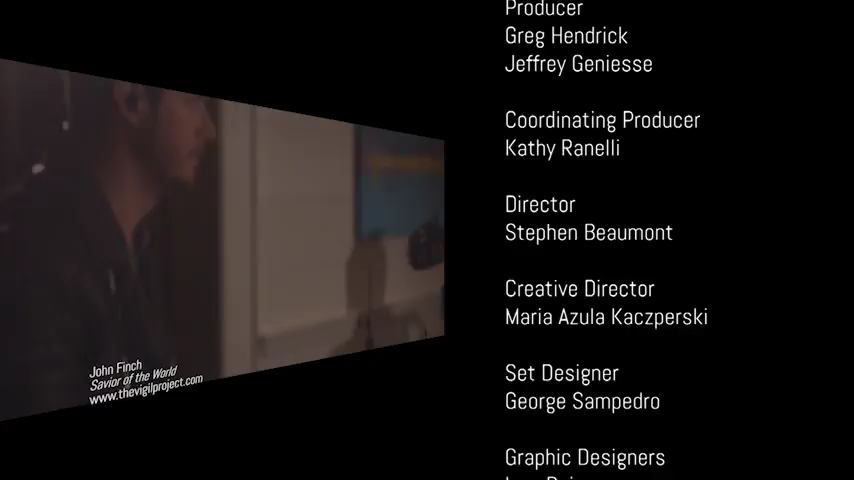 Producer
Greg Hendrick
Jeffrey Geniesse
Coordinating Producer
Kathy Ranelli
Director
Stephen Beaumont
Creative Director
Maria Azula Kaczperski
Set Designer
George Sampedro
Graphic Designers
John Finch
Savior of the World
www.thevigilproject.com